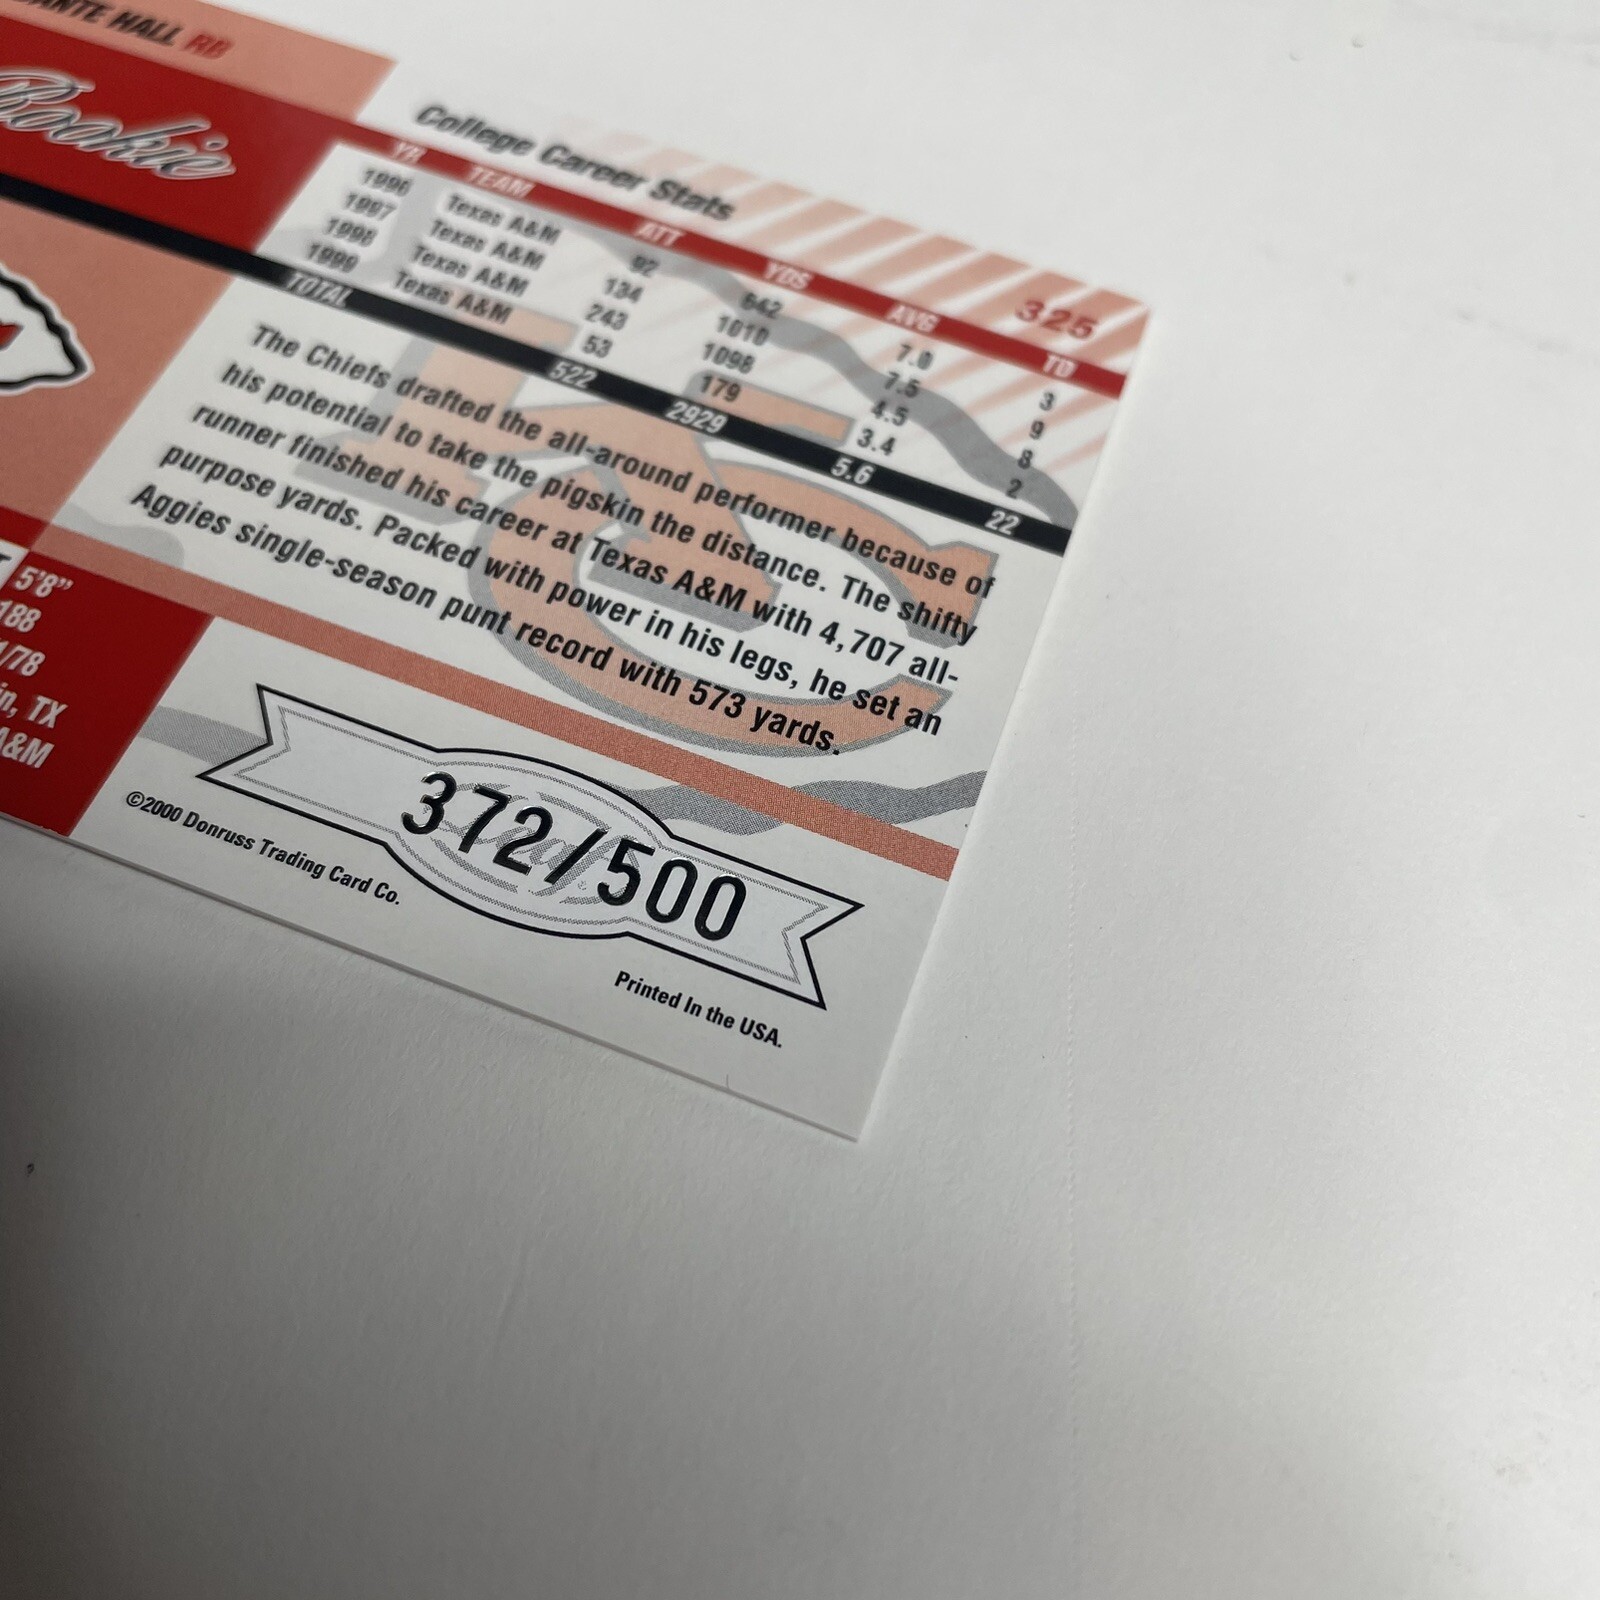 DANTE HALL RB
Rookie
College Career Stats
325
YR TEAM ATT YDS AVG TD
1996 Texas A&M 92 642 7.0 3
1997 Texas A&M 134 1010 7.5 9
1998 Texas A&M 243 1098 4.5 8
1999 Texas A&M 53 179 3.4 2
TOTAL 522 2929 5.6 22
The Chiefs drafted the all-around performer because of
his potential to take the pigskin the distance. The shifty
runner finished his career at Texas A&M with 4,707 all-
purpose yards. Packed with power in his legs, he set an
Aggies single-season punt record with 573 yards.
5'8"
188
1/78
in, TX
A&M
372/500
©2000 Donruss Trading Card Co.
Printed In the USA.